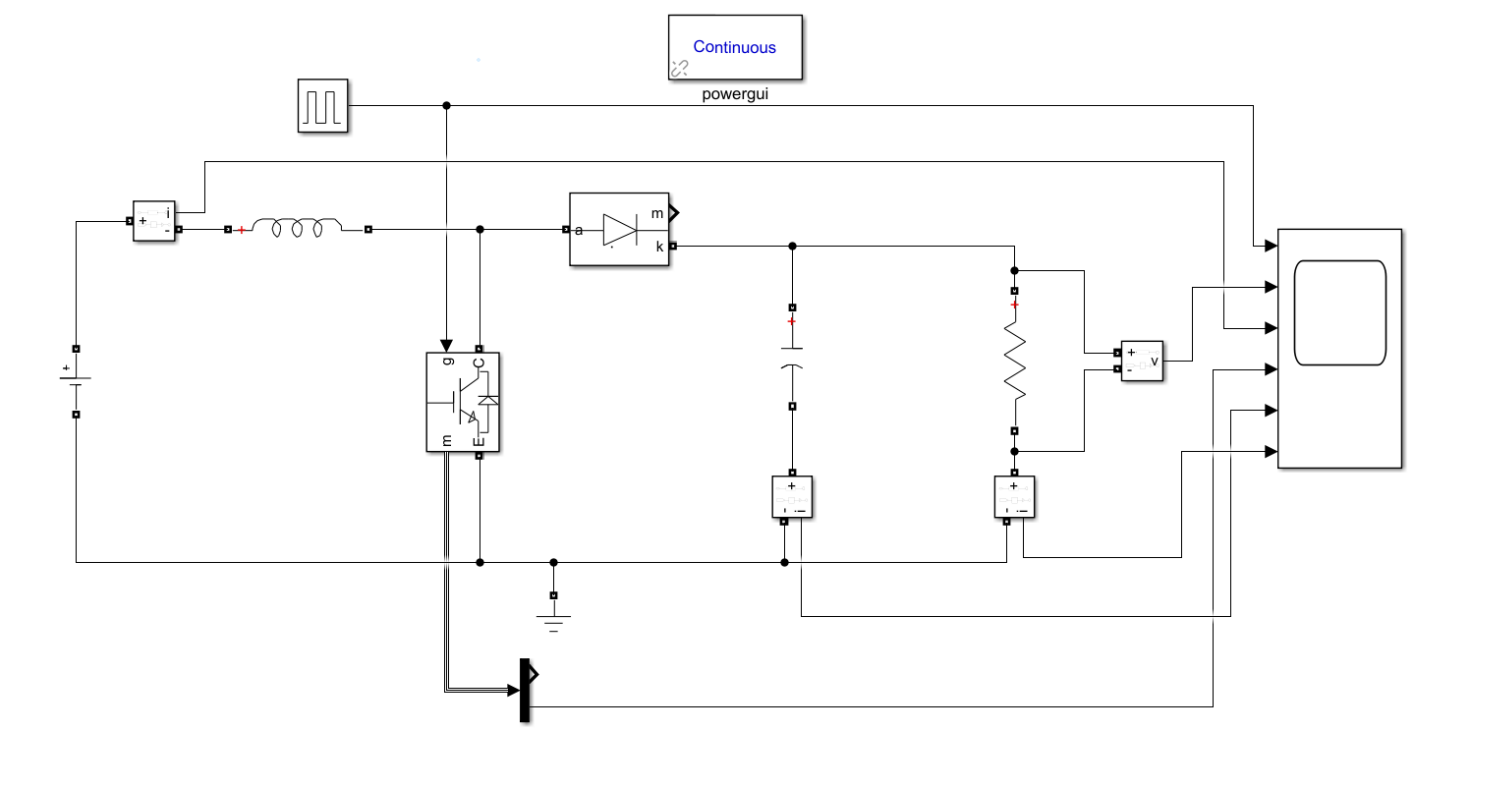 Continuous
powergui
i
+
-
+
m
a
k
+
+
g
C
+
-
v
+
m
E
+
- i
+
- i